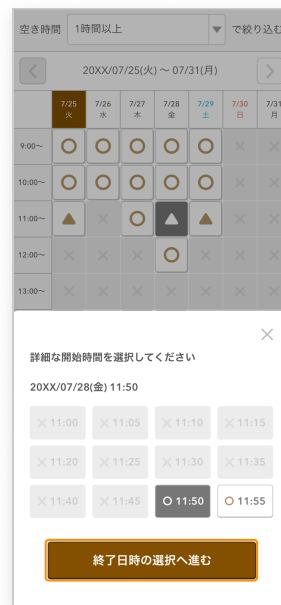 空き時間 1時間以上 ▼ で絞り込む
< 20XX/07/25(火) ～ 07/31(月) >
7/25 7/26 7/27 7/28 7/29 7/30 7/31
火 水 木 金 土 日 月
9:00～ ○ ○ ○ ○ ○ × ×
10:00～ ○ ○ ○ ○ ○ × ×
11:00～ ▲ × ○ ▲ ▲ × ×
12:00～ × × × ○ × × ×
13:00～ × × × × × × ×
×
詳細な開始時間を選択してください
20XX/07/28(金) 11:50
× 11:00 × 11:05 × 11:10 × 11:15
× 11:20 × 11:25 × 11:30 × 11:35
× 11:40 × 11:45 ○ 11:50 ○ 11:55
終了日時の選択へ進む